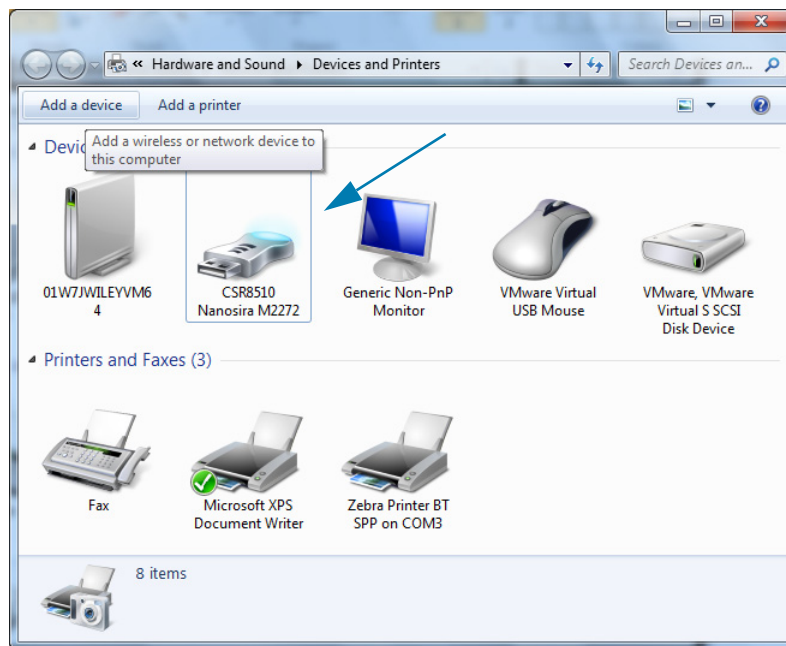 « Hardware and Sound ▸ Devices and Printers
Search Devices an...
Add a device
Add a printer
Devic
Add a wireless or network device to
this computer
01W7JWILEYVM6
4
CSR8510
Nanosira M2272
Generic Non-PnP
Monitor
VMware Virtual
USB Mouse
VMware, VMware
Virtual S SCSI
Disk Device
Printers and Faxes (3)
Fax
Microsoft XPS
Document Writer
Zebra Printer BT
SPP on COM3
8 items